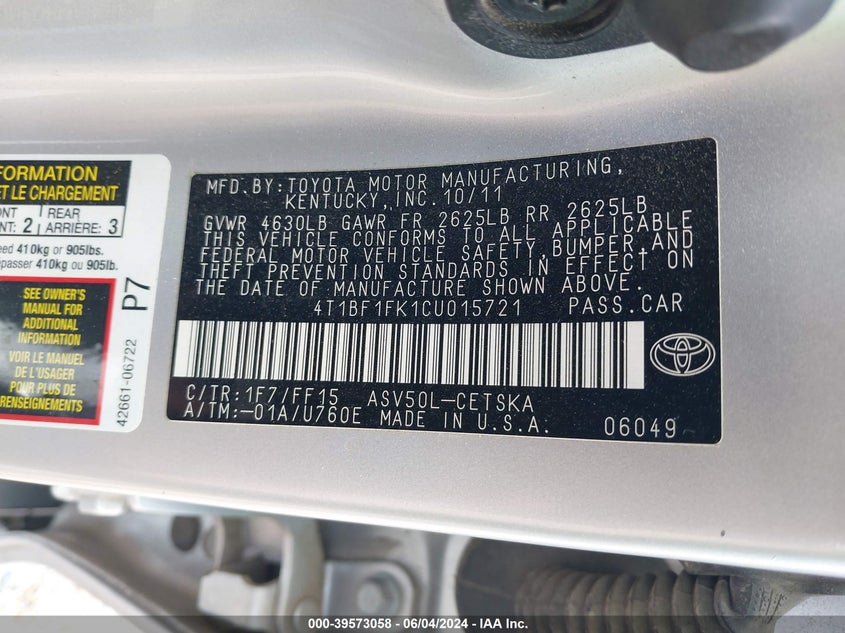 FORMATION
ET LE CHARGEMENT
NT 2 REAR 3
NT: ARRIÈRE:
eed 410kg or 905lbs.
epasser 410kg ou 905lb.
SEE OWNER'S
MANUAL FOR
ADDITIONAL
INFORMATION
VOIR LE MANUEL
DE L'USAGER
POUR PLUS DE
RENSEIGNEMENTS
P7
42661-06722
MFD.BY:TOYOTA MOTOR MANUFACTURING,
KENTUCKY,INC.10/11
GVWR 4630LB GAWR FR 2625LB RR 2625LB
THIS VEHICLE CONFORMS TO ALL APPLICABLE
FEDERAL MOTOR VEHICLE SAFETY,BUMPER,AND
THEFT PREVENTION STANDARDS IN EFFECT ON
THE DATE OF MANUFACTURE SHOWN ABOVE.
4T1BF1FK1CU015721 PASS.CAR
C/TR:1F7/FF15 ASV50L-CETSKA
A/TM:-01A/U760E MADE IN U.S.A. 06049
000-39573058 - 06/04/2024 - IAA Inc.